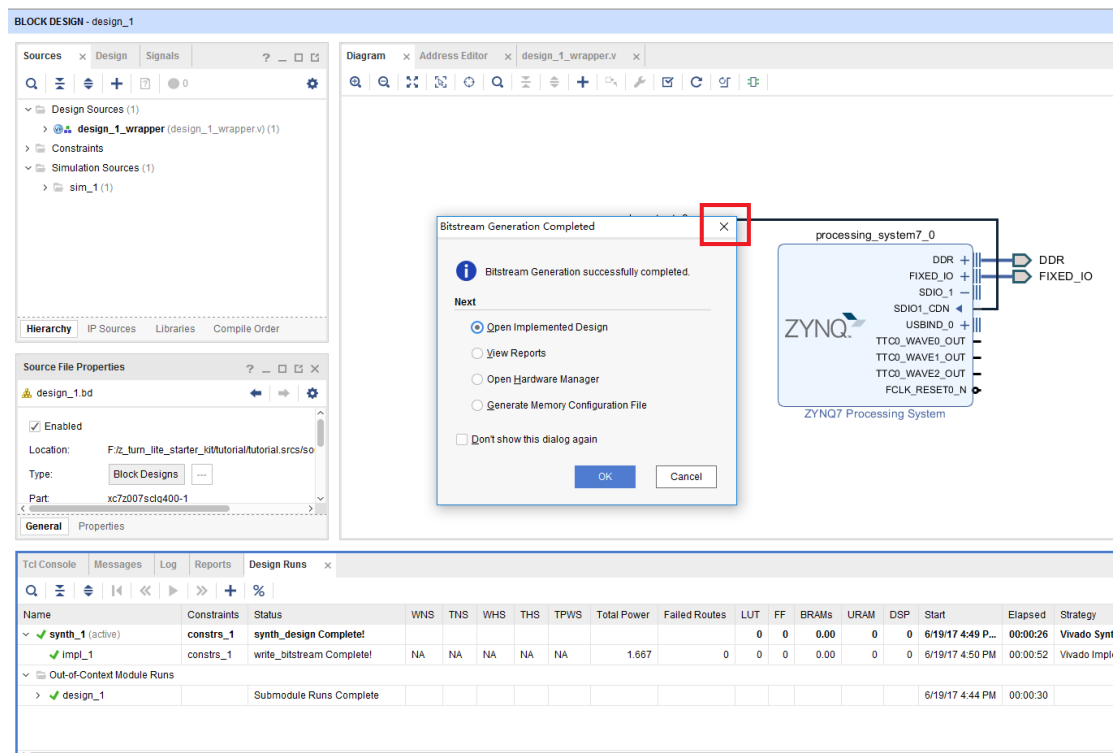 BLOCK DESIGN - design_1
Sources × Design Signals ? _
0
Design Sources (1)
design_1_wrapper (design_1_wrapper.v) (1)
Constraints
Simulation Sources (1)
sim_1 (1)
Hierarchy IP Sources Libraries Compile Order
Source File Properties ? _ ×
design_1.bd
Enabled
Location: F:/z_turn_lite_starter_kit/tutorial/tutorial.srcs/so
Type: Block Designs ...
Part: xc7z007sclg400-1
General Properties
Diagram × Address Editor × design_1_wrapper.v ×
processing_system7_0
DDR
FIXED_IO
SDIO_1
SDIO1_CDN
USBIND_0
TTC0_WAVE0_OUT
TTC0_WAVE1_OUT
TTC0_WAVE2_OUT
FCLK_RESET0_N
ZYNQ
ZYNQ7 Processing System
DDR
FIXED_IO
Bitstream Generation Completed ×
Bitstream Generation successfully completed.
Next
Open Implemented Design
View Reports
Open Hardware Manager
Generate Memory Configuration File
Don't show this dialog again
OK Cancel
Tcl Console Messages Log Reports Design Runs ×
Name Constraints Status WNS TNS WHS THS TPWS Total Power Failed Routes LUT FF BRAMs URAM DSP Start Elapsed Strategy
synth_1 (active) constrs_1 synth_design Complete! 0 0 0.00 0 0 6/19/17 4:49 P... 00:00:26 Vivado Synt
impl_1 constrs_1 write_bitstream Complete! NA NA NA NA NA 1.667 0 0 0 0.00 0 0 6/19/17 4:50 PM 00:00:52 Vivado Imple
Out-of-Context Module Runs
design_1 Submodule Runs Complete 6/19/17 4:44 PM 00:00:30